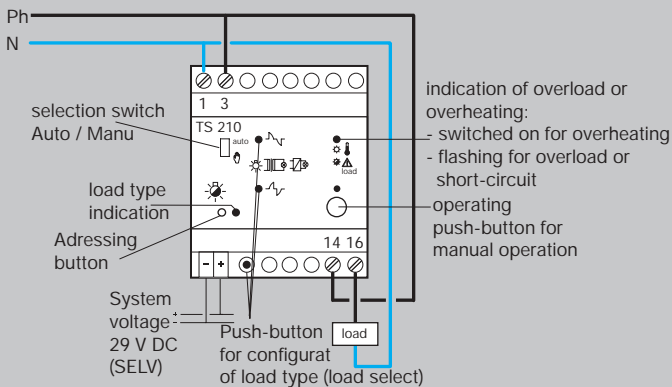 Ph
N
1 3
TS 210
auto
load
selection switch
Auto / Manu
load type
indication
Adressing
button
indication of overload or
overheating:
- switched on for overheating
- flashing for overload or
short-circuit
operating
push-button for
manual operation
14 16
- +
System
voltage
+
-
29 V DC
(SELV)
Push-button
for configurat
of load type (load select)
load